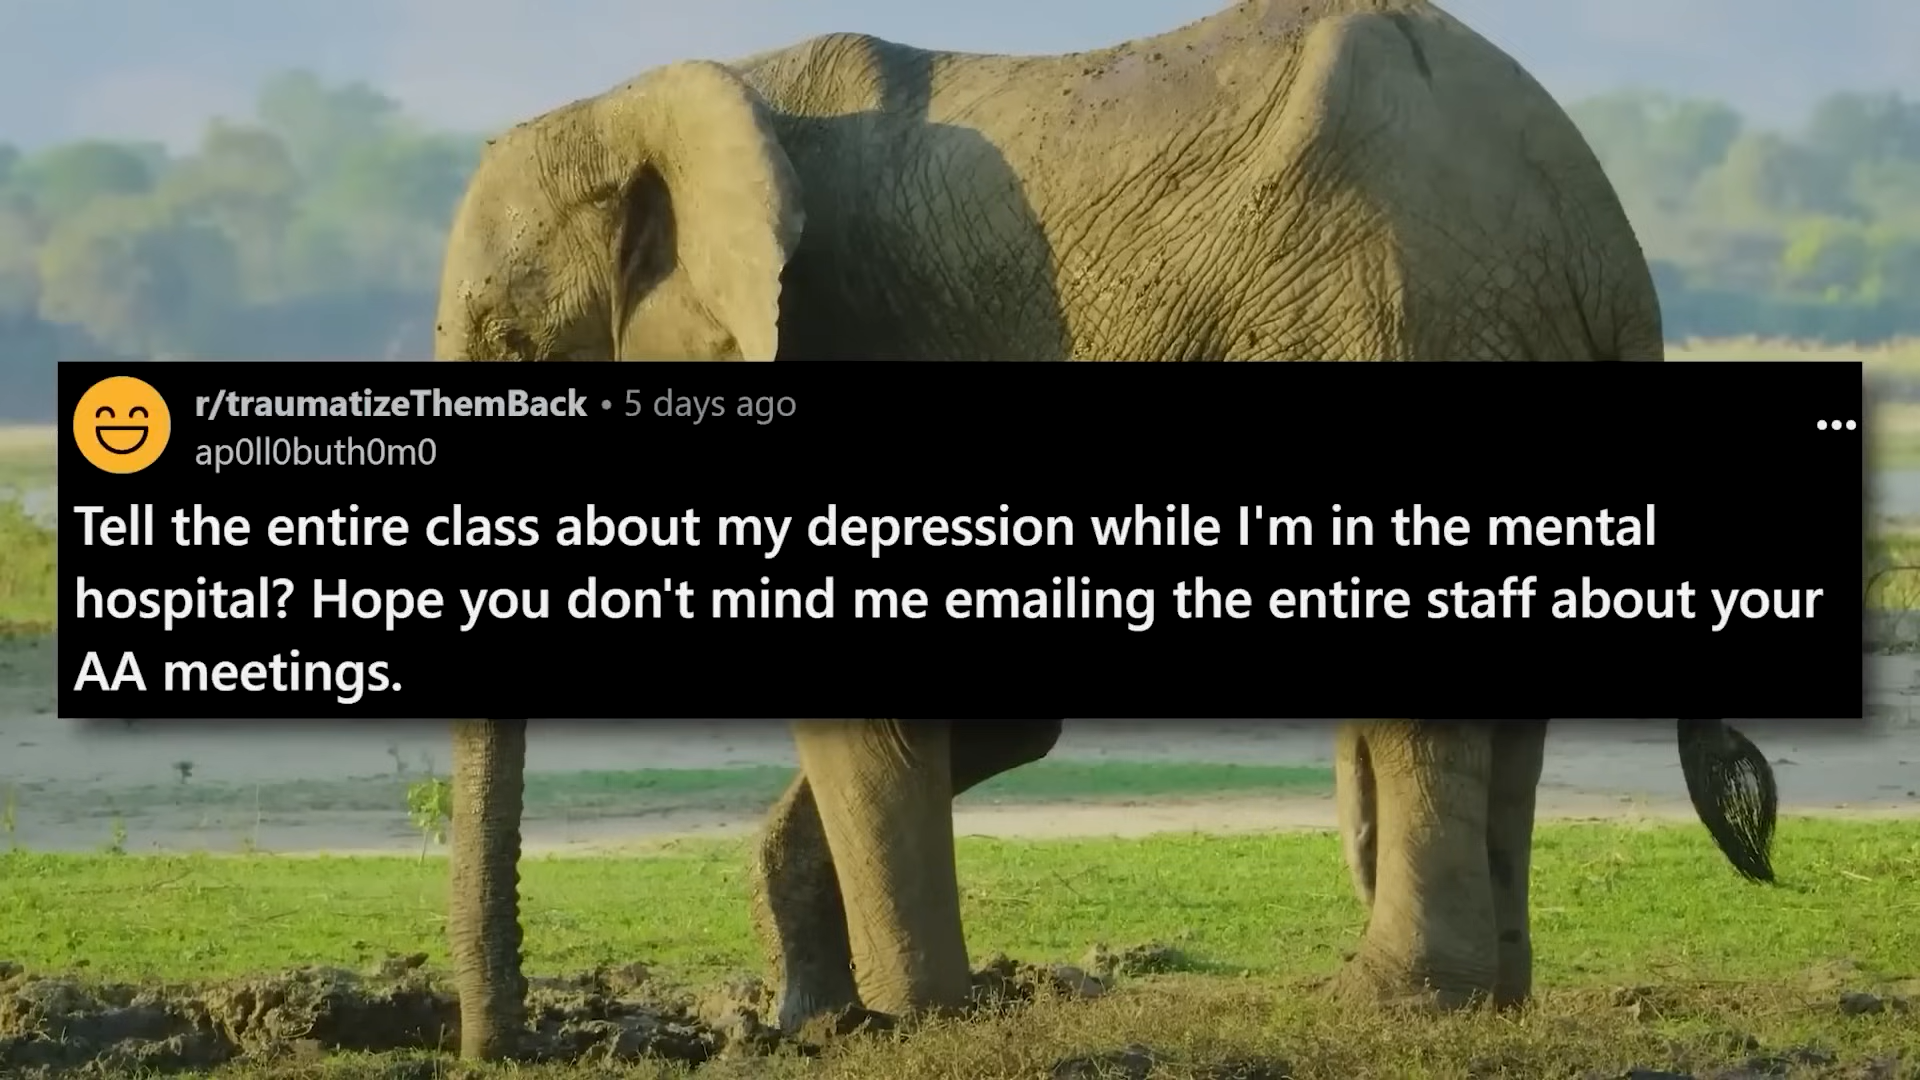 r/traumatizeThemBack • 5 days ago
ap0ll0buth0m0
Tell the entire class about my depression while I'm in the mental
hospital? Hope you don't mind me emailing the entire staff about your
AA meetings.